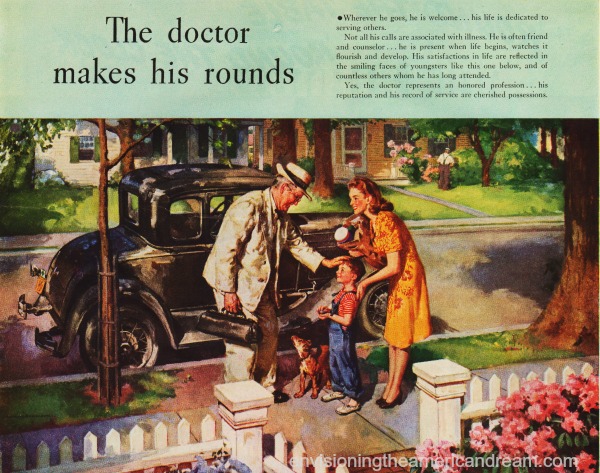 The doctor
makes his rounds
●Wherever he goes, he is welcome . . . his life is dedicated to
serving others.
Not all his calls are associated with illness. He is often friend
and counselor . . . he is present when life begins, watches it
flourish and develop. His satisfactions in life are reflected in
the smiling faces of youngsters like this one below, and of
countless others whom he has long attended.
Yes, the doctor represents an honored profession . . . his
reputation and his record of service are cherished possessions.
envisioningtheamericandream.com